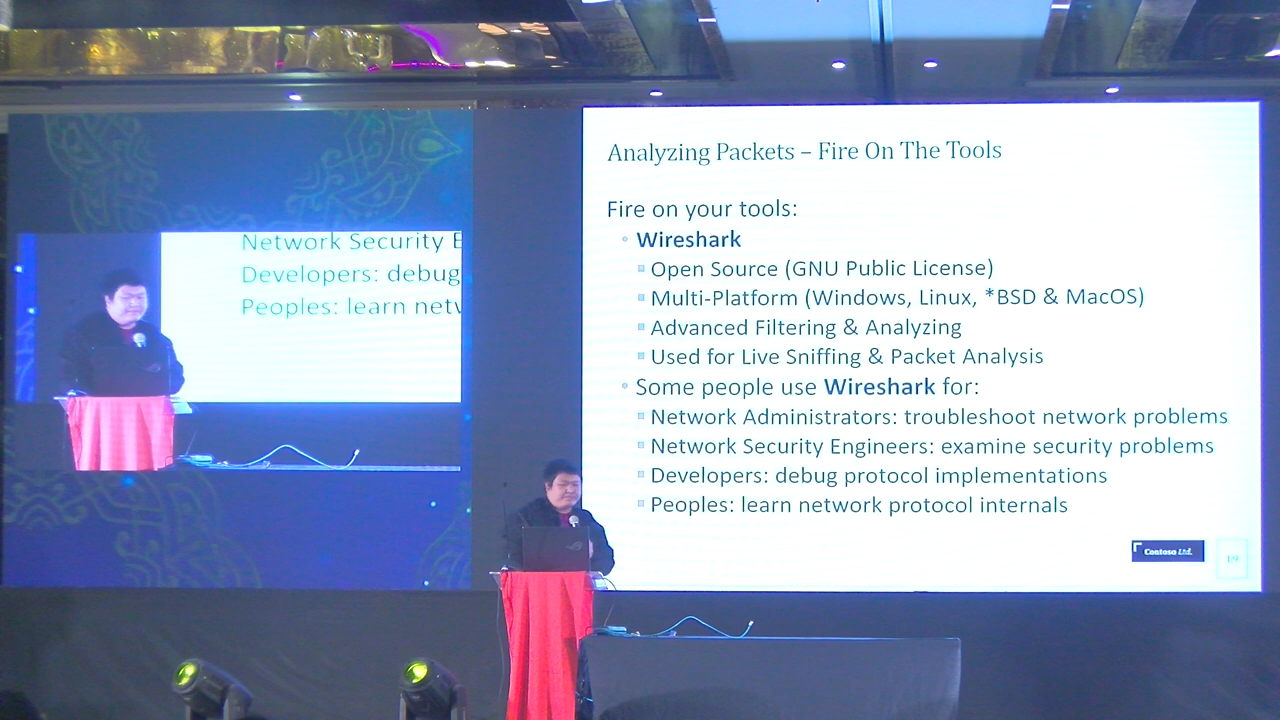 Analyzing Packets – Fire On The Tools
Fire on your tools:
Wireshark
Open Source (GNU Public License)
Multi-Platform (Windows, Linux, *BSD & MacOS)
Advanced Filtering & Analyzing
Used for Live Sniffing & Packet Analysis
Some people use Wireshark for:
Network Administrators: troubleshoot network problems
Network Security Engineers: examine security problems
Developers: debug protocol implementations
Peoples: learn network protocol internals
Contoso Ltd.
19
Network Security E
Developers: debug
Peoples: learn netw